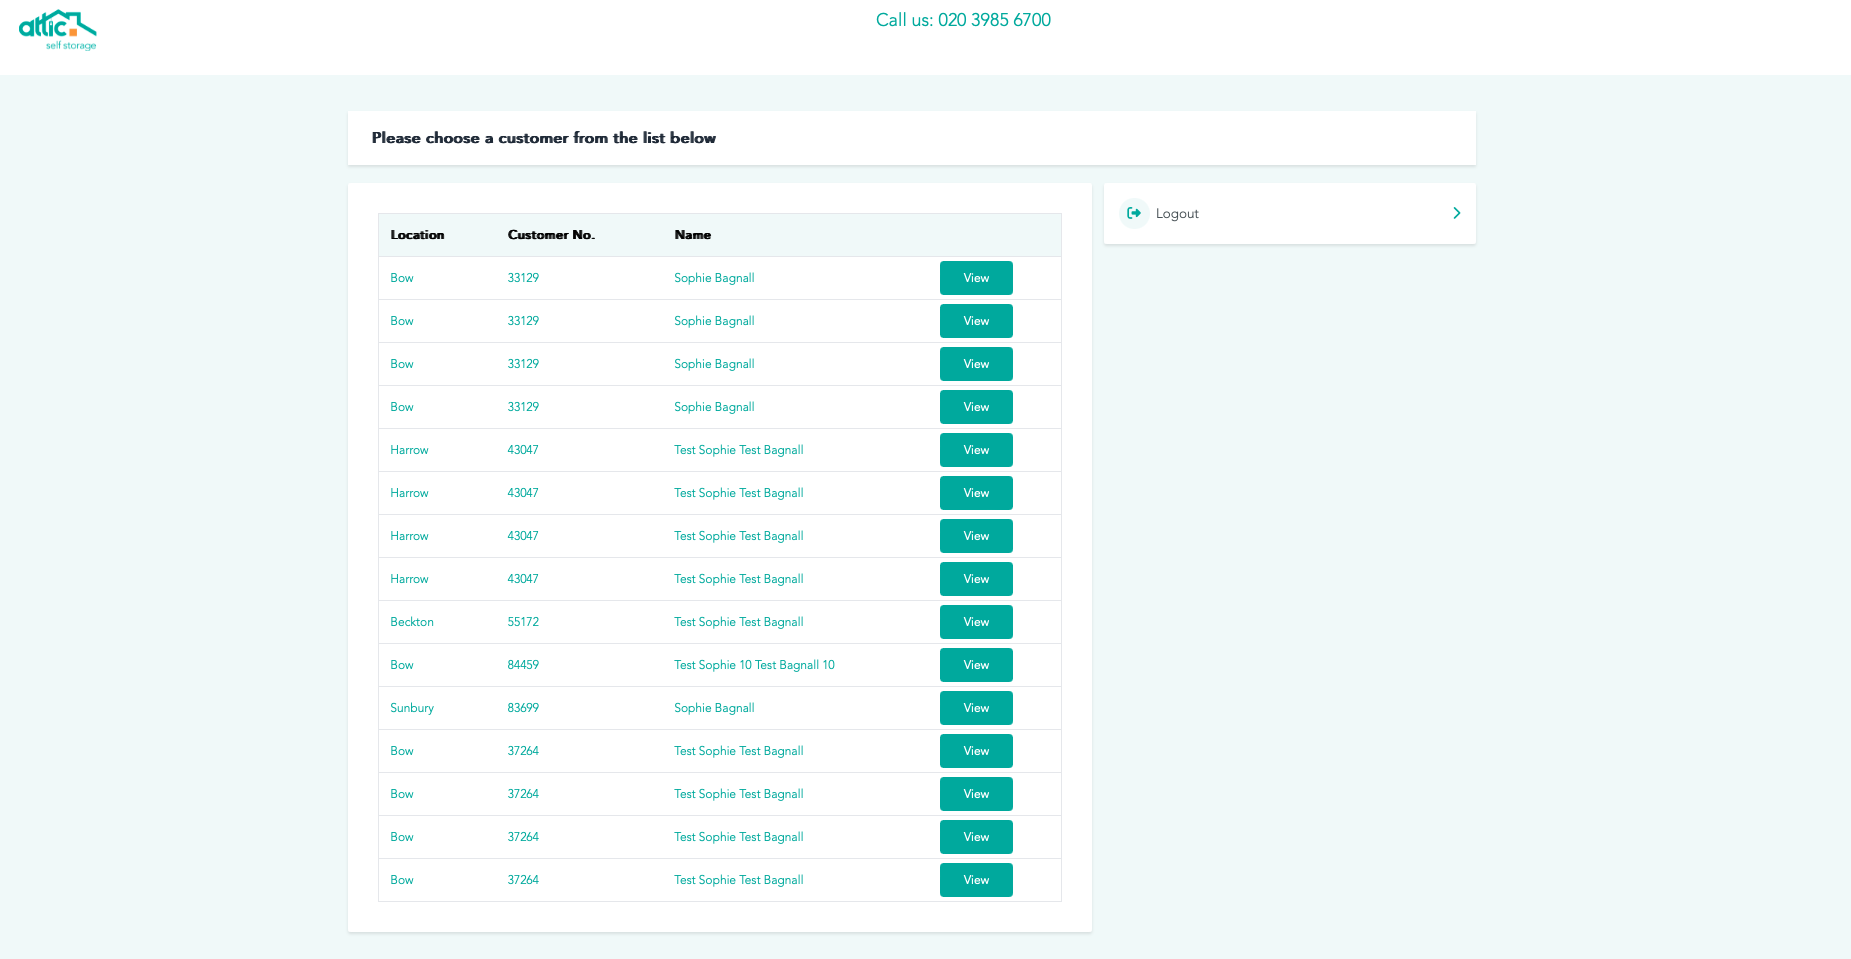 attic
self storage
Call us: 020 3985 6700
Please choose a customer from the list below
Logout
Location Customer No. Name
Bow 33129 Sophie Bagnall View
Bow 33129 Sophie Bagnall View
Bow 33129 Sophie Bagnall View
Bow 33129 Sophie Bagnall View
Harrow 43047 Test Sophie Test Bagnall View
Harrow 43047 Test Sophie Test Bagnall View
Harrow 43047 Test Sophie Test Bagnall View
Harrow 43047 Test Sophie Test Bagnall View
Beckton 55172 Test Sophie Test Bagnall View
Bow 84459 Test Sophie 10 Test Bagnall 10 View
Sunbury 83699 Sophie Bagnall View
Bow 37264 Test Sophie Test Bagnall View
Bow 37264 Test Sophie Test Bagnall View
Bow 37264 Test Sophie Test Bagnall View
Bow 37264 Test Sophie Test Bagnall View